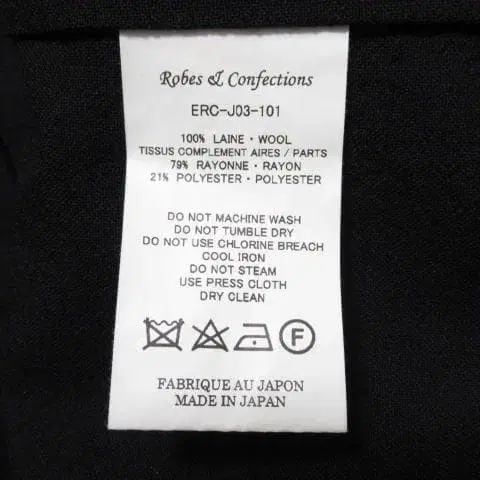 Robes & Confections
ERC-J03-101
100% LAINE・WOOL
TISSUS COMPLEMENT AIRES / PARTS
79% RAYONNE・RAYON
21% POLYESTER・POLYESTER
DO NOT MACHINE WASH
DO NOT TUMBLE DRY
DO NOT USE CHLORINE BREACH
COOL IRON
DO NOT STEAM
USE PRESS CLOTH
DRY CLEAN
F
FABRIQUE AU JAPON
MADE IN JAPAN